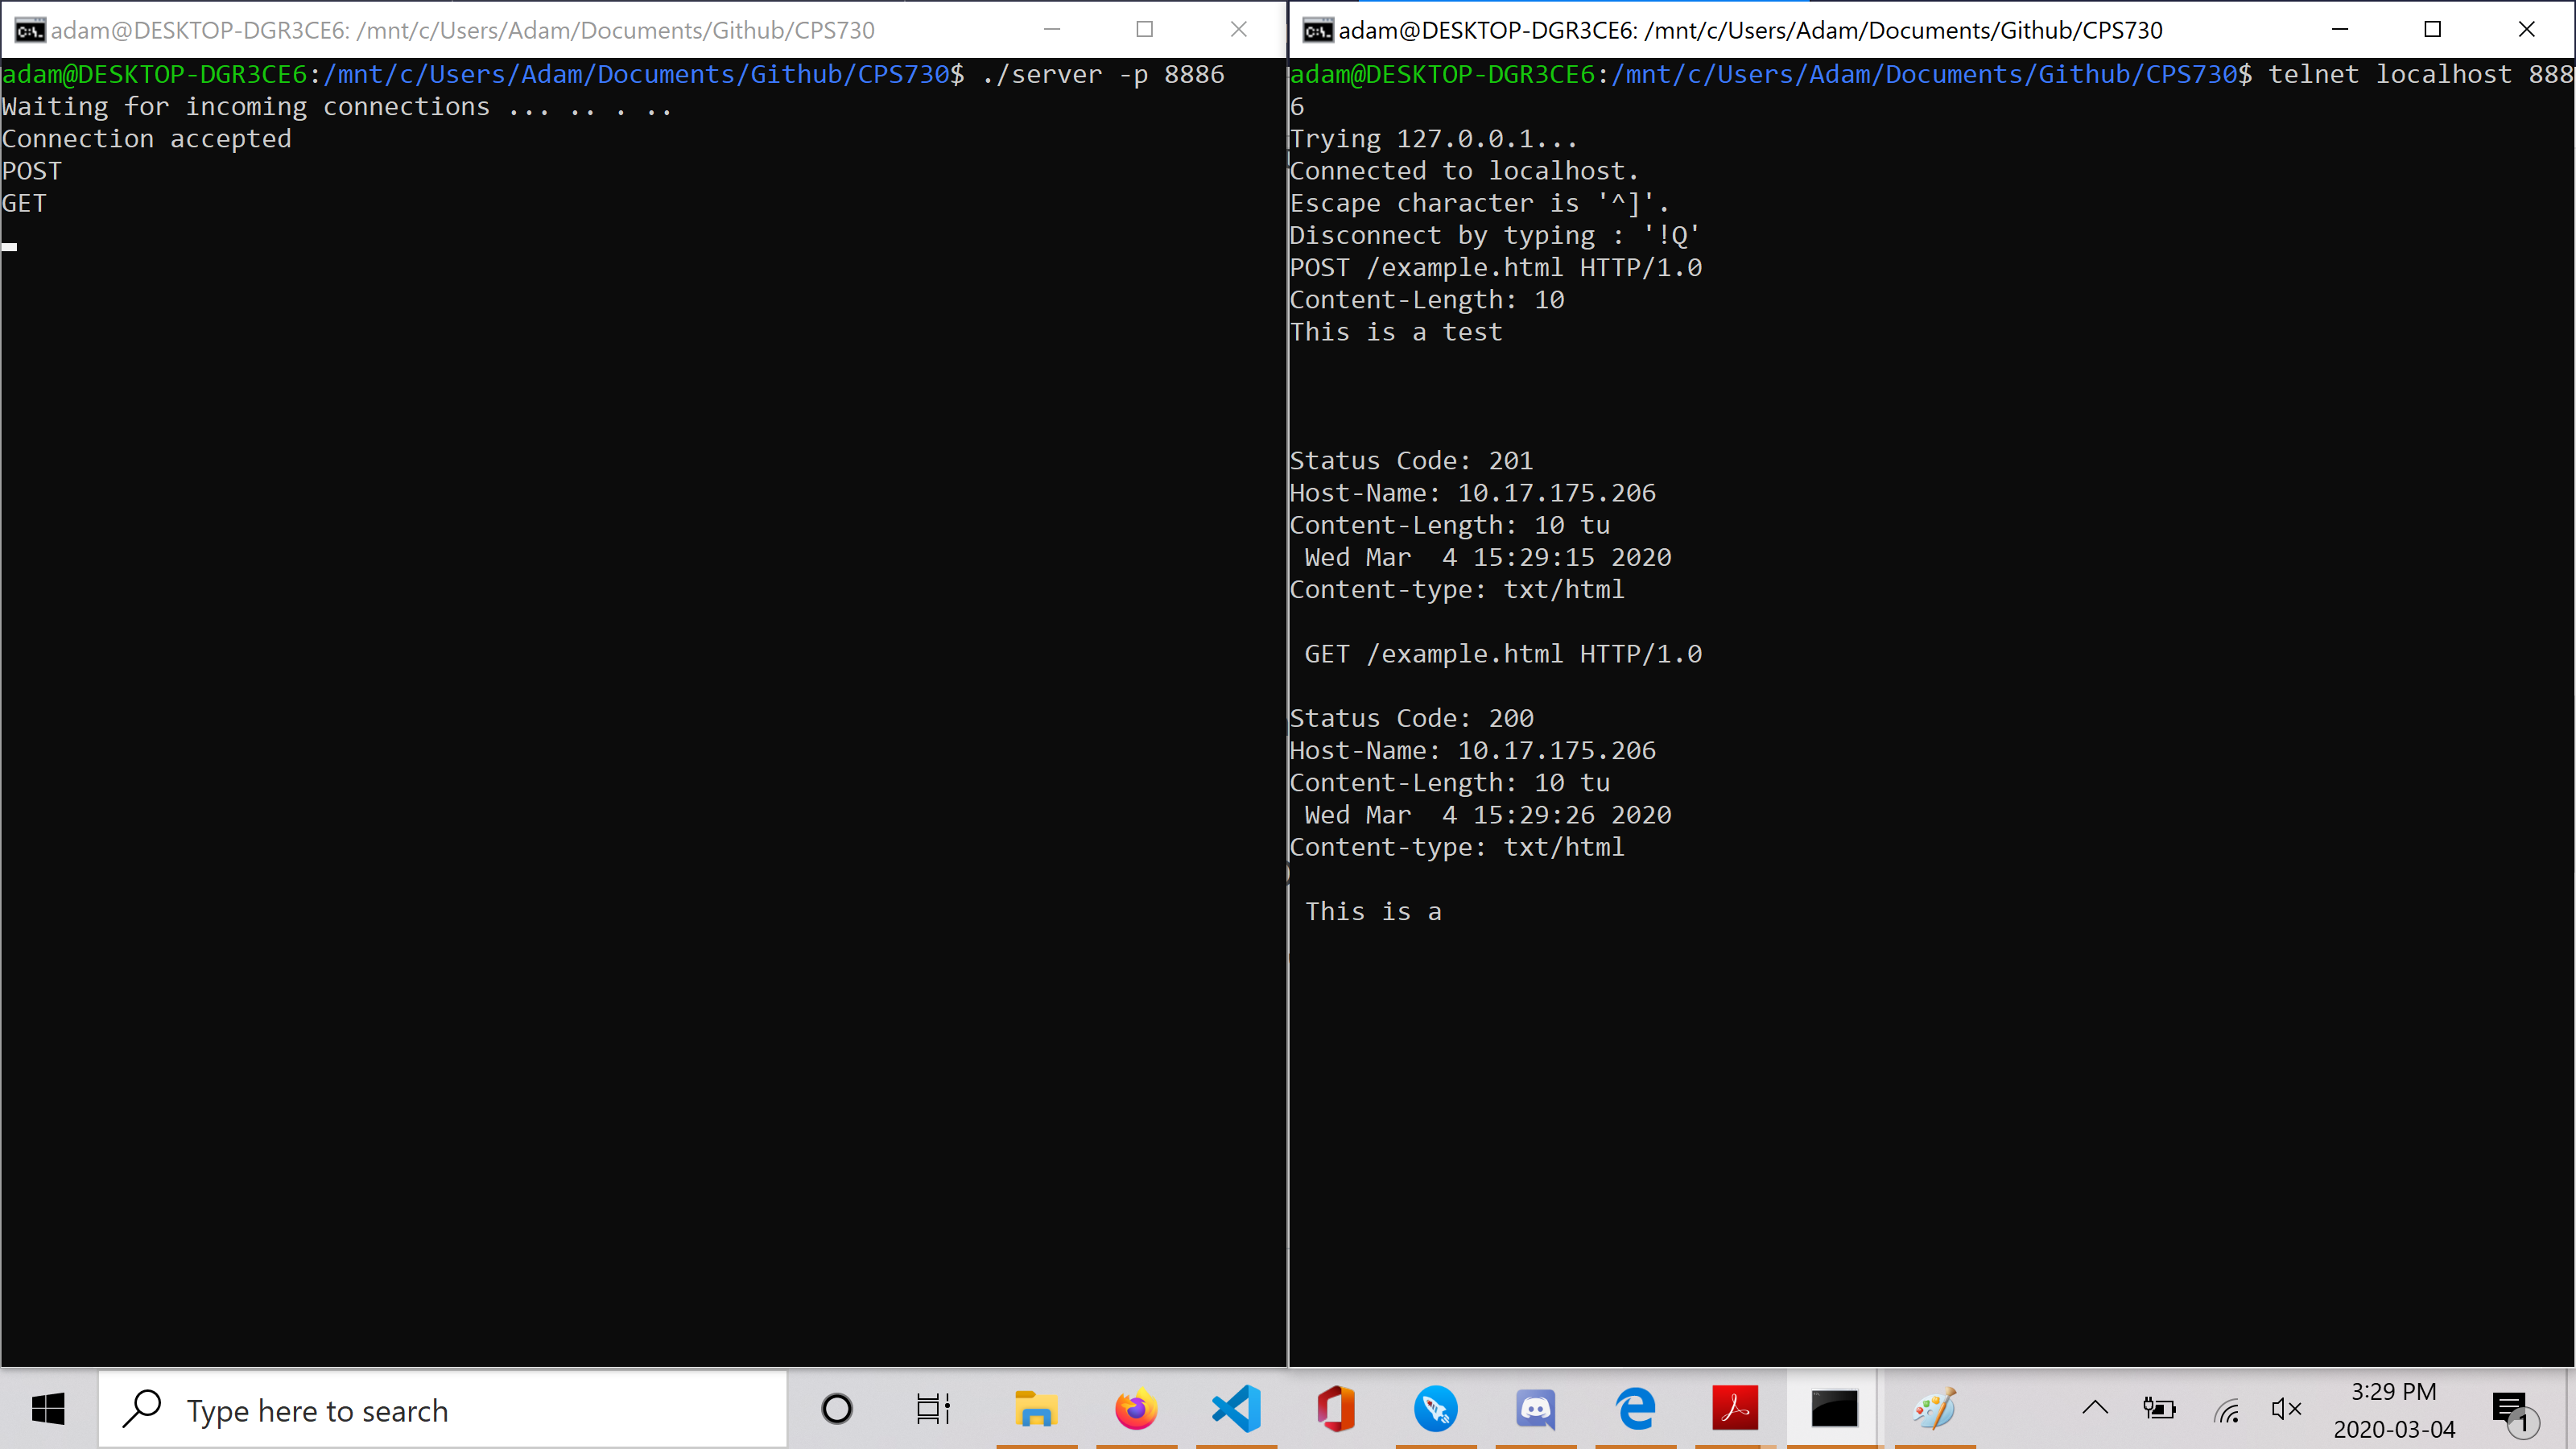 adam@DESKTOP-DGR3CE6: /mnt/c/Users/Adam/Documents/Github/CPS730
adam@DESKTOP-DGR3CE6:/mnt/c/Users/Adam/Documents/Github/CPS730$ ./server -p 8886
Waiting for incoming connections ... .. . ..
Connection accepted
POST
GET
adam@DESKTOP-DGR3CE6: /mnt/c/Users/Adam/Documents/Github/CPS730
adam@DESKTOP-DGR3CE6:/mnt/c/Users/Adam/Documents/Github/CPS730$ telnet localhost 888
6
Trying 127.0.0.1...
Connected to localhost.
Escape character is '^]'.
Disconnect by typing : '!Q'
POST /example.html HTTP/1.0
Content-Length: 10
This is a test
Status Code: 201
Host-Name: 10.17.175.206
Content-Length: 10 tu
Wed Mar  4 15:29:15 2020
Content-type: txt/html
GET /example.html HTTP/1.0
Status Code: 200
Host-Name: 10.17.175.206
Content-Length: 10 tu
Wed Mar  4 15:29:26 2020
Content-type: txt/html
This is a
Type here to search
3:29 PM
2020-03-04
1